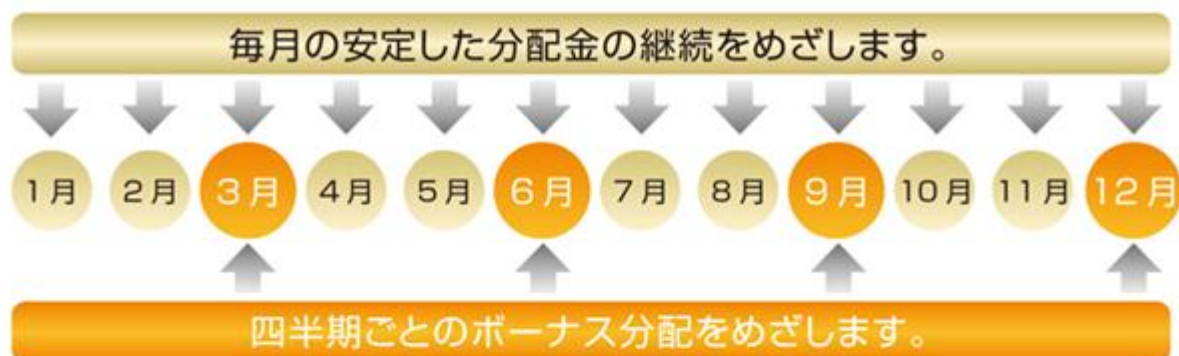 毎月の安定した分配金の継続をめざします。
1月 2月 3月 4月 5月 6月 7月 8月 9月 10月 11月 12月
四半期ごとのボーナス分配をめざします。